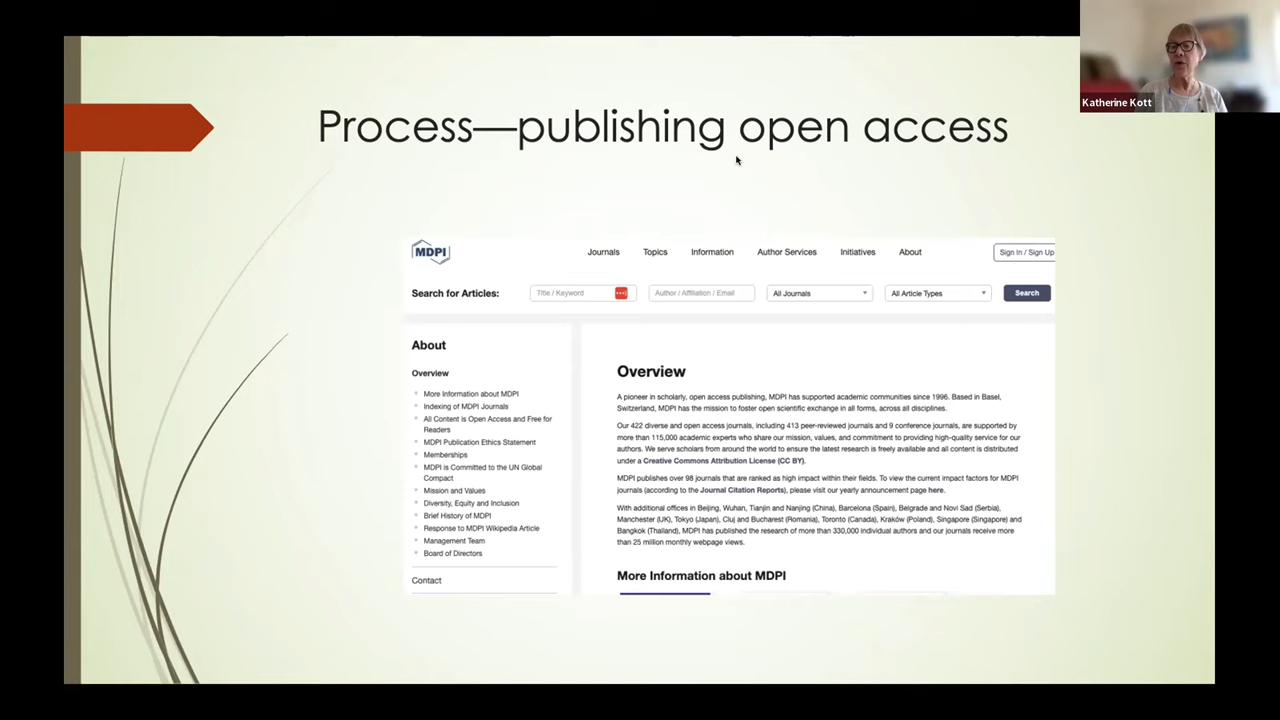 Process—publishing open access
Katherine Kott
MDPI
Journals Topics Information Author Services Initiatives About Sign In / Sign Up
Search for Articles: Title / Keyword Author / Affiliation / Email All Journals All Article Types Search
About
Overview
More Information about MDPI
Indexing of MDPI Journals
All Content is Open Access and Free for
Readers
MDPI Publication Ethics Statement
Memberships
MDPI is Committed to the UN Global
Compact
Mission and Values
Diversity, Equity and Inclusion
Brief History of MDPI
Response to MDPI Wikipedia Article
Management Team
Board of Directors
Contact
Overview
A pioneer in scholarly, open access publishing, MDPI has supported academic communities since 1996. Based in Basel,
Switzerland, MDPI has the mission to foster open scientific exchange in all forms, across all disciplines.
Our 422 diverse and open access journals, including 413 peer-reviewed journals and 9 conference journals, are supported by
more than 115,000 academic experts who share our mission, values, and commitment to providing high-quality service for our
authors. We serve scholars from around the world to ensure the latest research is freely available and all content is distributed
under a Creative Commons Attribution License (CC BY).
MDPI publishes over 98 journals that are ranked as high impact within their fields. To view the current impact factors for MDPI
journals (according to the Journal Citation Reports), please visit our yearly announcement page here.
With additional offices in Beijing, Wuhan, Tianjin and Nanjing (China), Barcelona (Spain), Belgrade and Novi Sad (Serbia),
Manchester (UK), Tokyo (Japan), Cluj and Bucharest (Romania), Toronto (Canada), Kraków (Poland), Singapore (Singapore) and
Bangkok (Thailand), MDPI has published the research of more than 330,000 individual authors and our journals receive more
than 25 million monthly webpage views.
More Information about MDPI